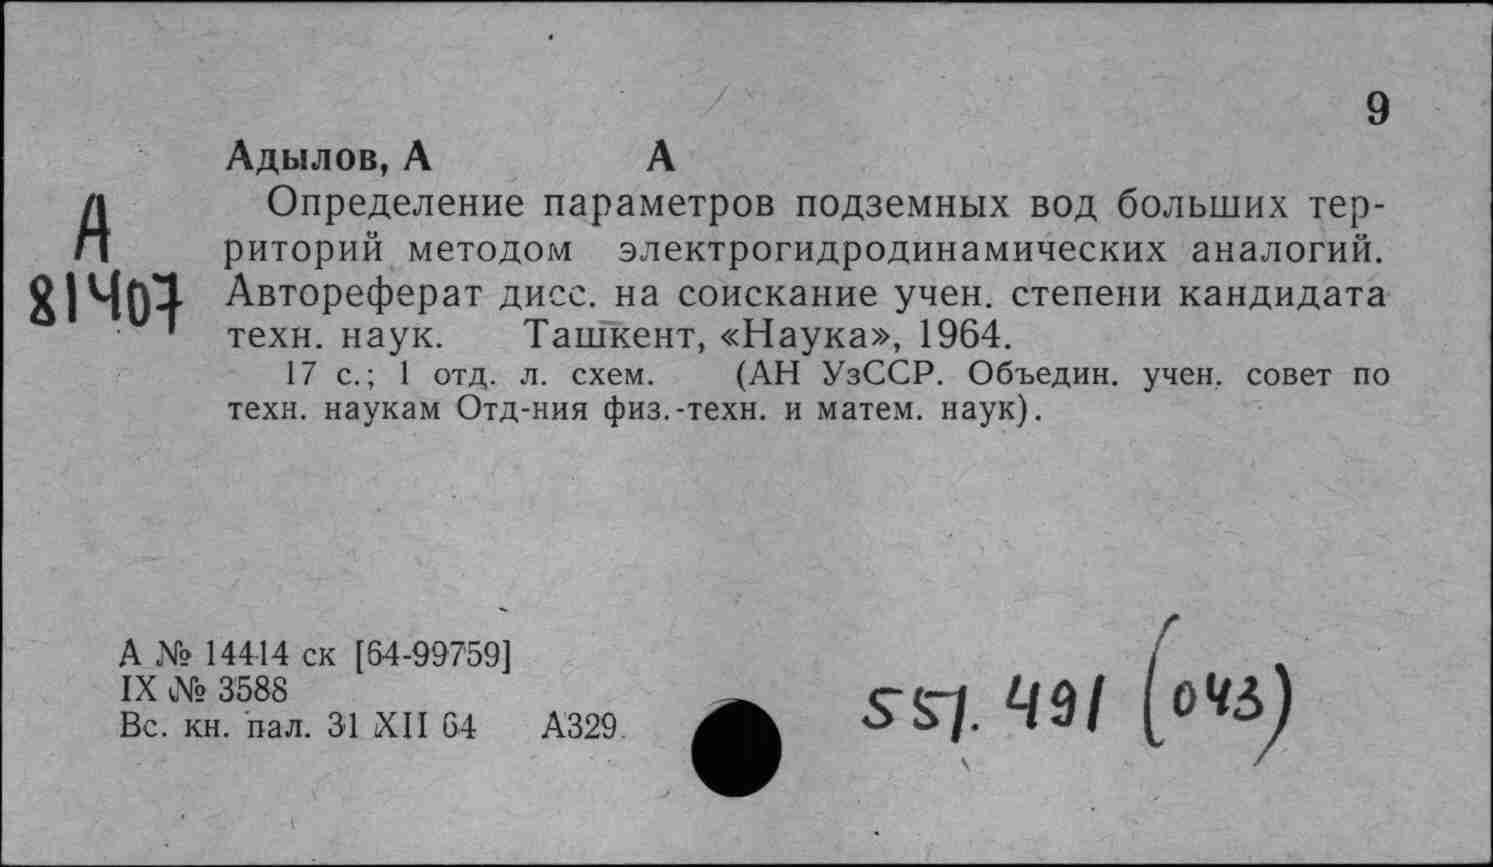 9
Адылов, А А
Определение параметров подземных вод больших тер-
риторий методом электрогидродинамических аналогий.
Автореферат дисс. на соискание учен. степени кандидата
техн. наук. Ташкент, «Наука», 1964.
17 с.; 1 отд. л. схем. (АН УзССР. Объедин. учен. совет по
техн. наукам Отд-ния физ.-техн. и матем. наук).
А
81407
А № 14414 ск [64-99759]
IX № 3588
Вс. кн. пал. 31 XII 64 А329
551.491 (043)